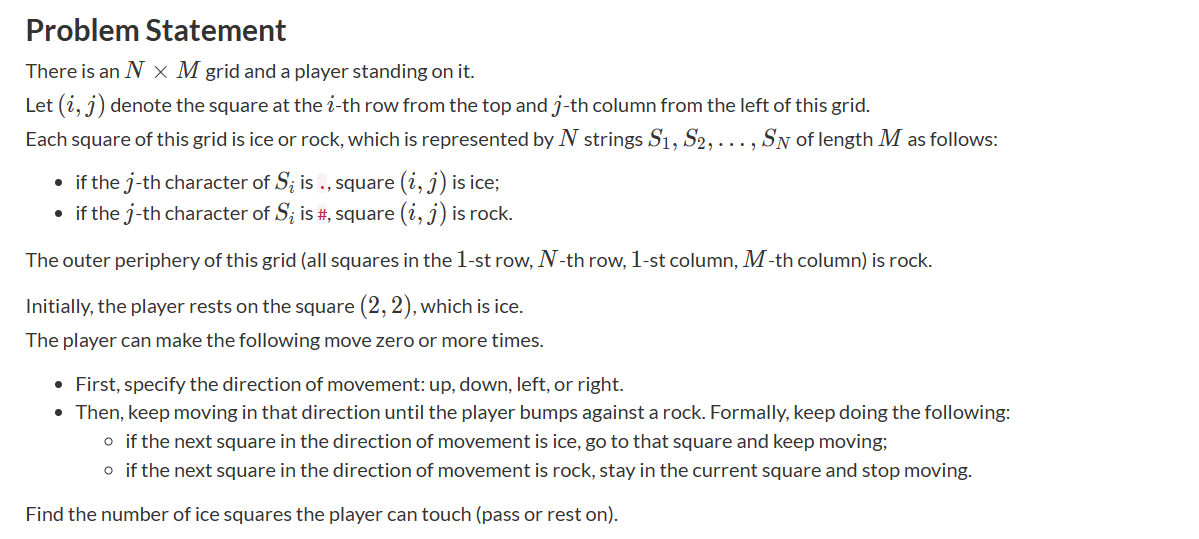 Problem Statement
There is an N × M grid and a player standing on it.
Let (i, j) denote the square at the i-th row from the top and j-th column from the left of this grid.
Each square of this grid is ice or rock, which is represented by N strings S₁, S₂, . . . , S_N of length M as follows:
• if the j-th character of Sᵢ is ., square (i, j) is ice;
• if the j-th character of Sᵢ is #, square (i, j) is rock.
The outer periphery of this grid (all squares in the 1-st row, N-th row, 1-st column, M-th column) is rock.
Initially, the player rests on the square (2, 2), which is ice.
The player can make the following move zero or more times.
• First, specify the direction of movement: up, down, left, or right.
• Then, keep moving in that direction until the player bumps against a rock. Formally, keep doing the following:
◦ if the next square in the direction of movement is ice, go to that square and keep moving;
◦ if the next square in the direction of movement is rock, stay in the current square and stop moving.
Find the number of ice squares the player can touch (pass or rest on).